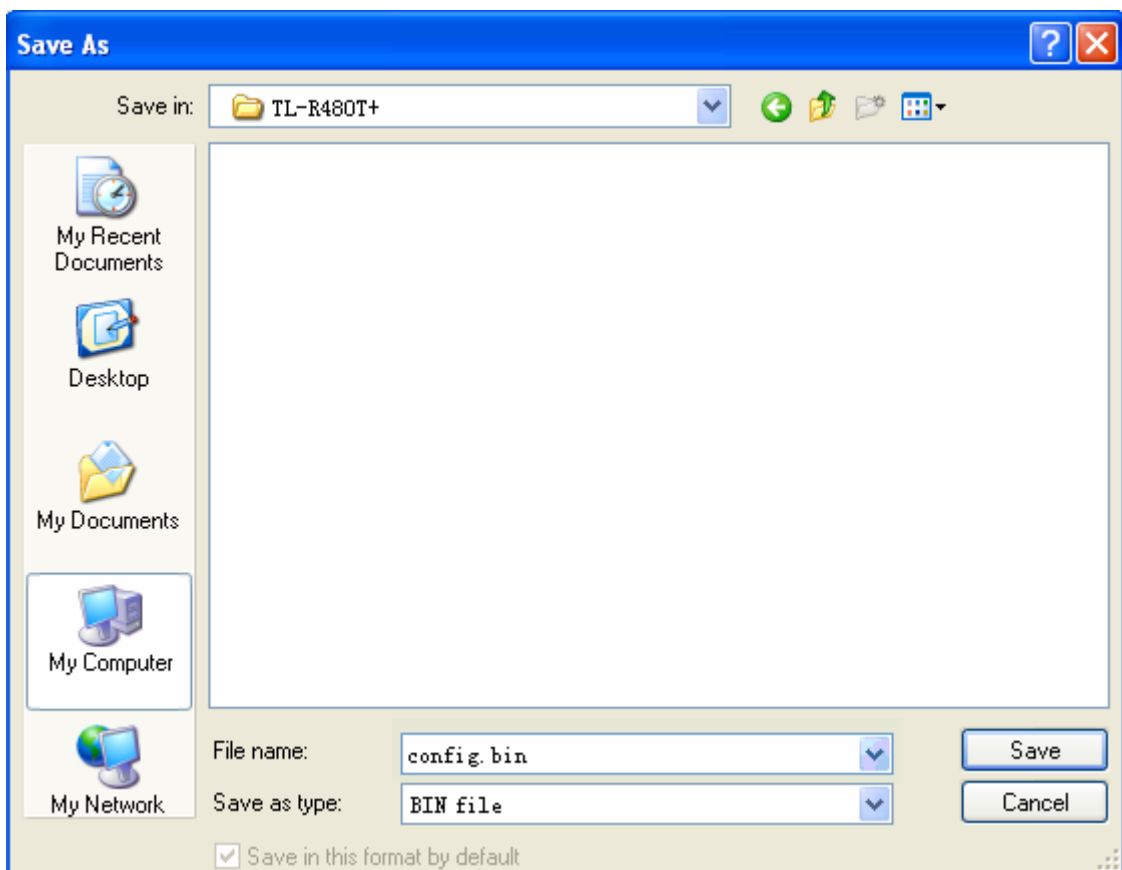 Save As
Save in:
TL-R480T+
My Recent
Documents
Desktop
My Documents
My Computer
My Network
File name:
config.bin
Save
Save as type:
BIN file
Cancel
Save in this format by default